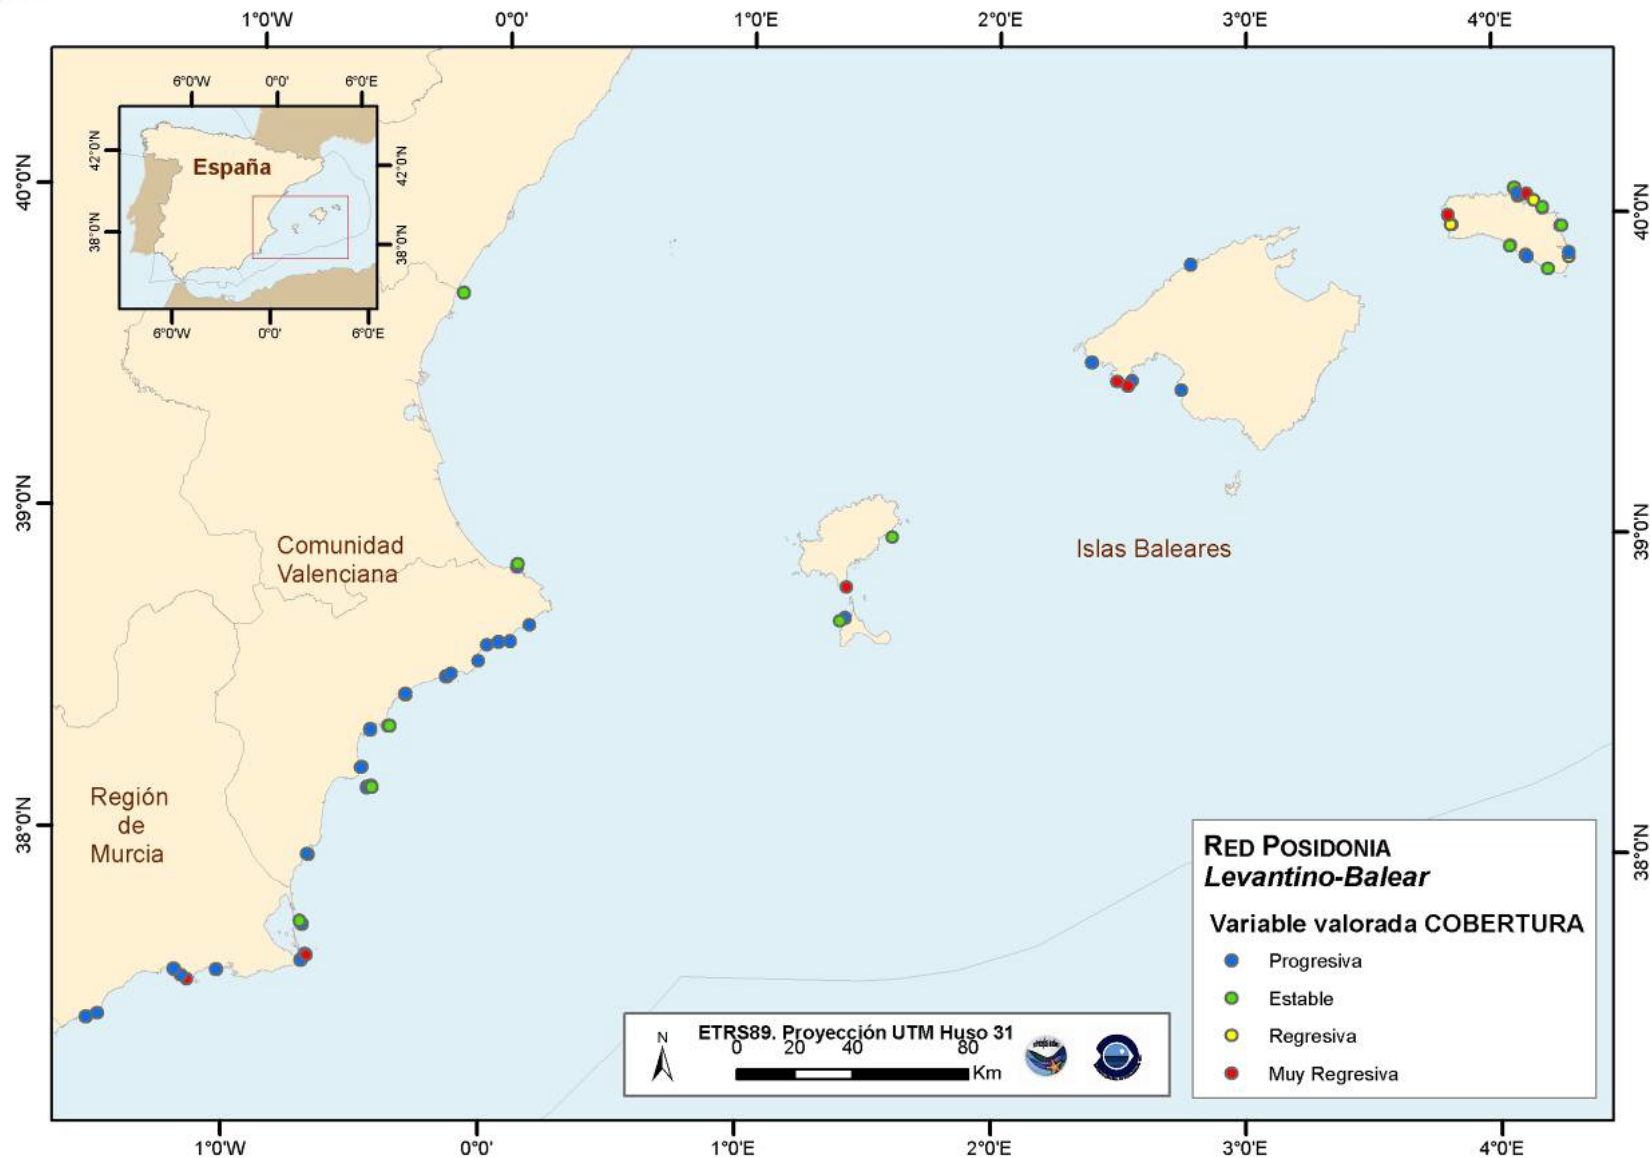 1°0'W 0°0' 1°0'E 2°0'E 3°0'E 4°0'E
6°0'W 0°0' 6°0'E
42°0'N
42°0'N
España
38°0'N
38°0'N
6°0'W 0°0' 6°0'E
40°0'N
40°0'N
39°0'N
39°0'N
Comunidad
Valenciana
Islas Baleares
Región
de
Murcia
38°0'N
38°0'N
RED POSIDONIA
Levantino-Balear
Variable valorada COBERTURA
Progresiva
Estable
Regresiva
Muy Regresiva
N
ETRS89. Proyección UTM Huso 31
0 20 40 80
Km
1°0'W 0°0' 1°0'E 2°0'E 3°0'E 4°0'E